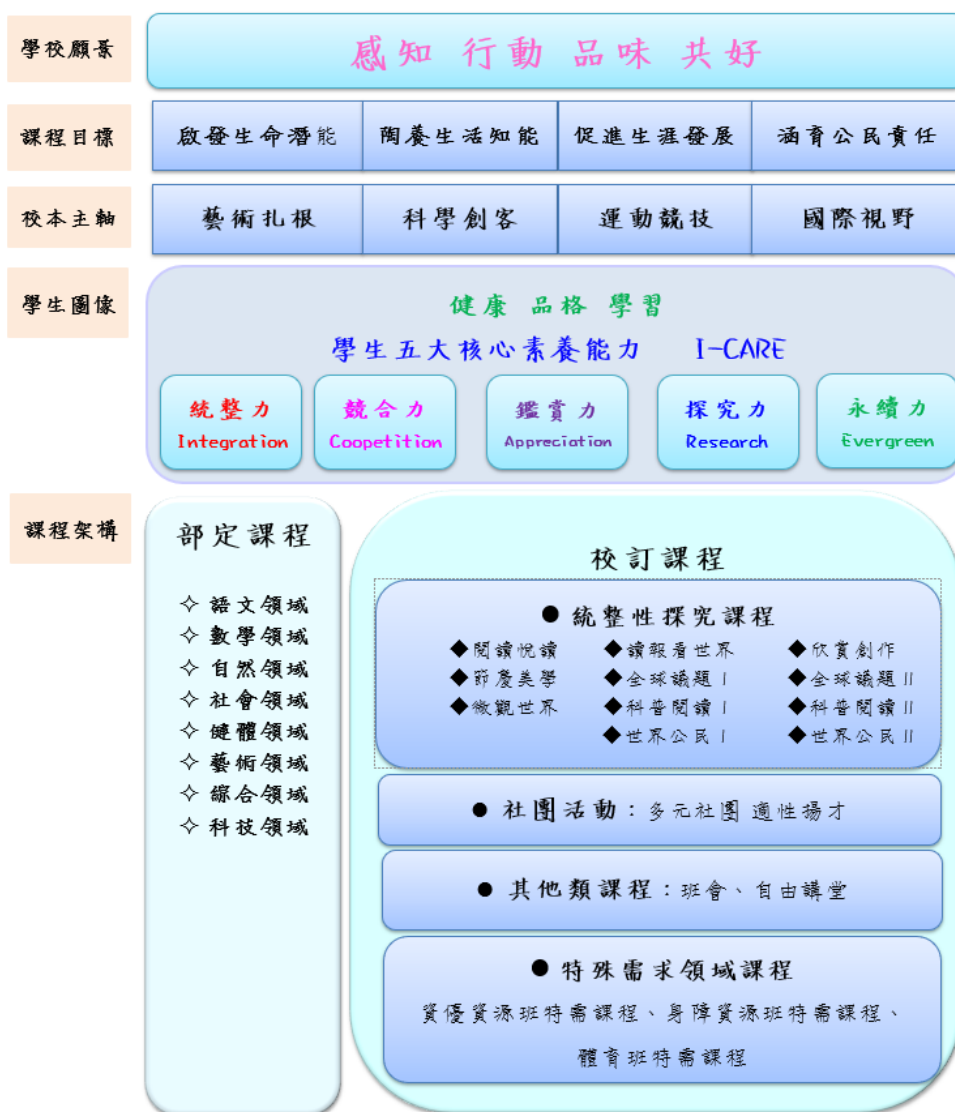 學校願景
感知 行動 品味 共好
課程目標
啟發生命潛能
陶養生活知能
促進生涯發展
涵育公民責任
校本主軸
藝術扎根
科學創客
運動競技
國際視野
學生圖像
健康 品格 學習
學生五大核心素養能力 I-CARE
統整力
Integration
競合力
Coopetition
鑑賞力
Appreciation
探究力
Research
永續力
Evergreen
課程架構
部定課程
✧ 語文領域
✧ 數學領域
✧ 自然領域
✧ 社會領域
✧ 健體領域
✧ 藝術領域
✧ 綜合領域
✧ 科技領域
校訂課程
● 統整性探究課程
◆閱讀悅讀 ◆讀報看世界 ◆欣賞創作
◆節慶美學 ◆全球議題Ⅰ ◆全球議題Ⅱ
◆微觀世界 ◆科普閱讀Ⅰ ◆科普閱讀Ⅱ
◆世界公民Ⅰ ◆世界公民Ⅱ
● 社團活動：多元社團 適性揚才
● 其他類課程：班會、自由講堂
● 特殊需求領域課程
資優資源班特需課程、身障資源班特需課程、
體育班特需課程